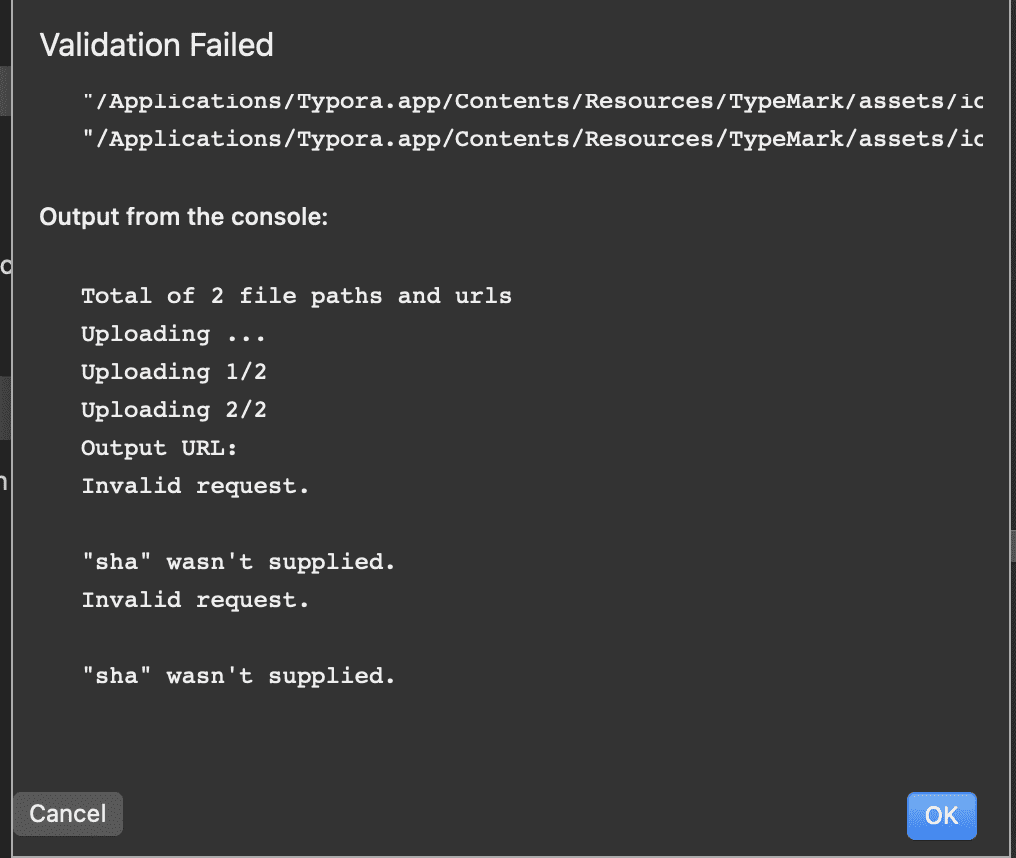 Validation Failed
"/Applications/Typora.app/Contents/Resources/TypeMark/assets/ic
"/Applications/Typora.app/Contents/Resources/TypeMark/assets/ic
Output from the console:
Total of 2 file paths and urls
Uploading ...
Uploading 1/2
Uploading 2/2
Output URL:
Invalid request.
"sha" wasn't supplied.
Invalid request.
"sha" wasn't supplied.
Cancel
OK